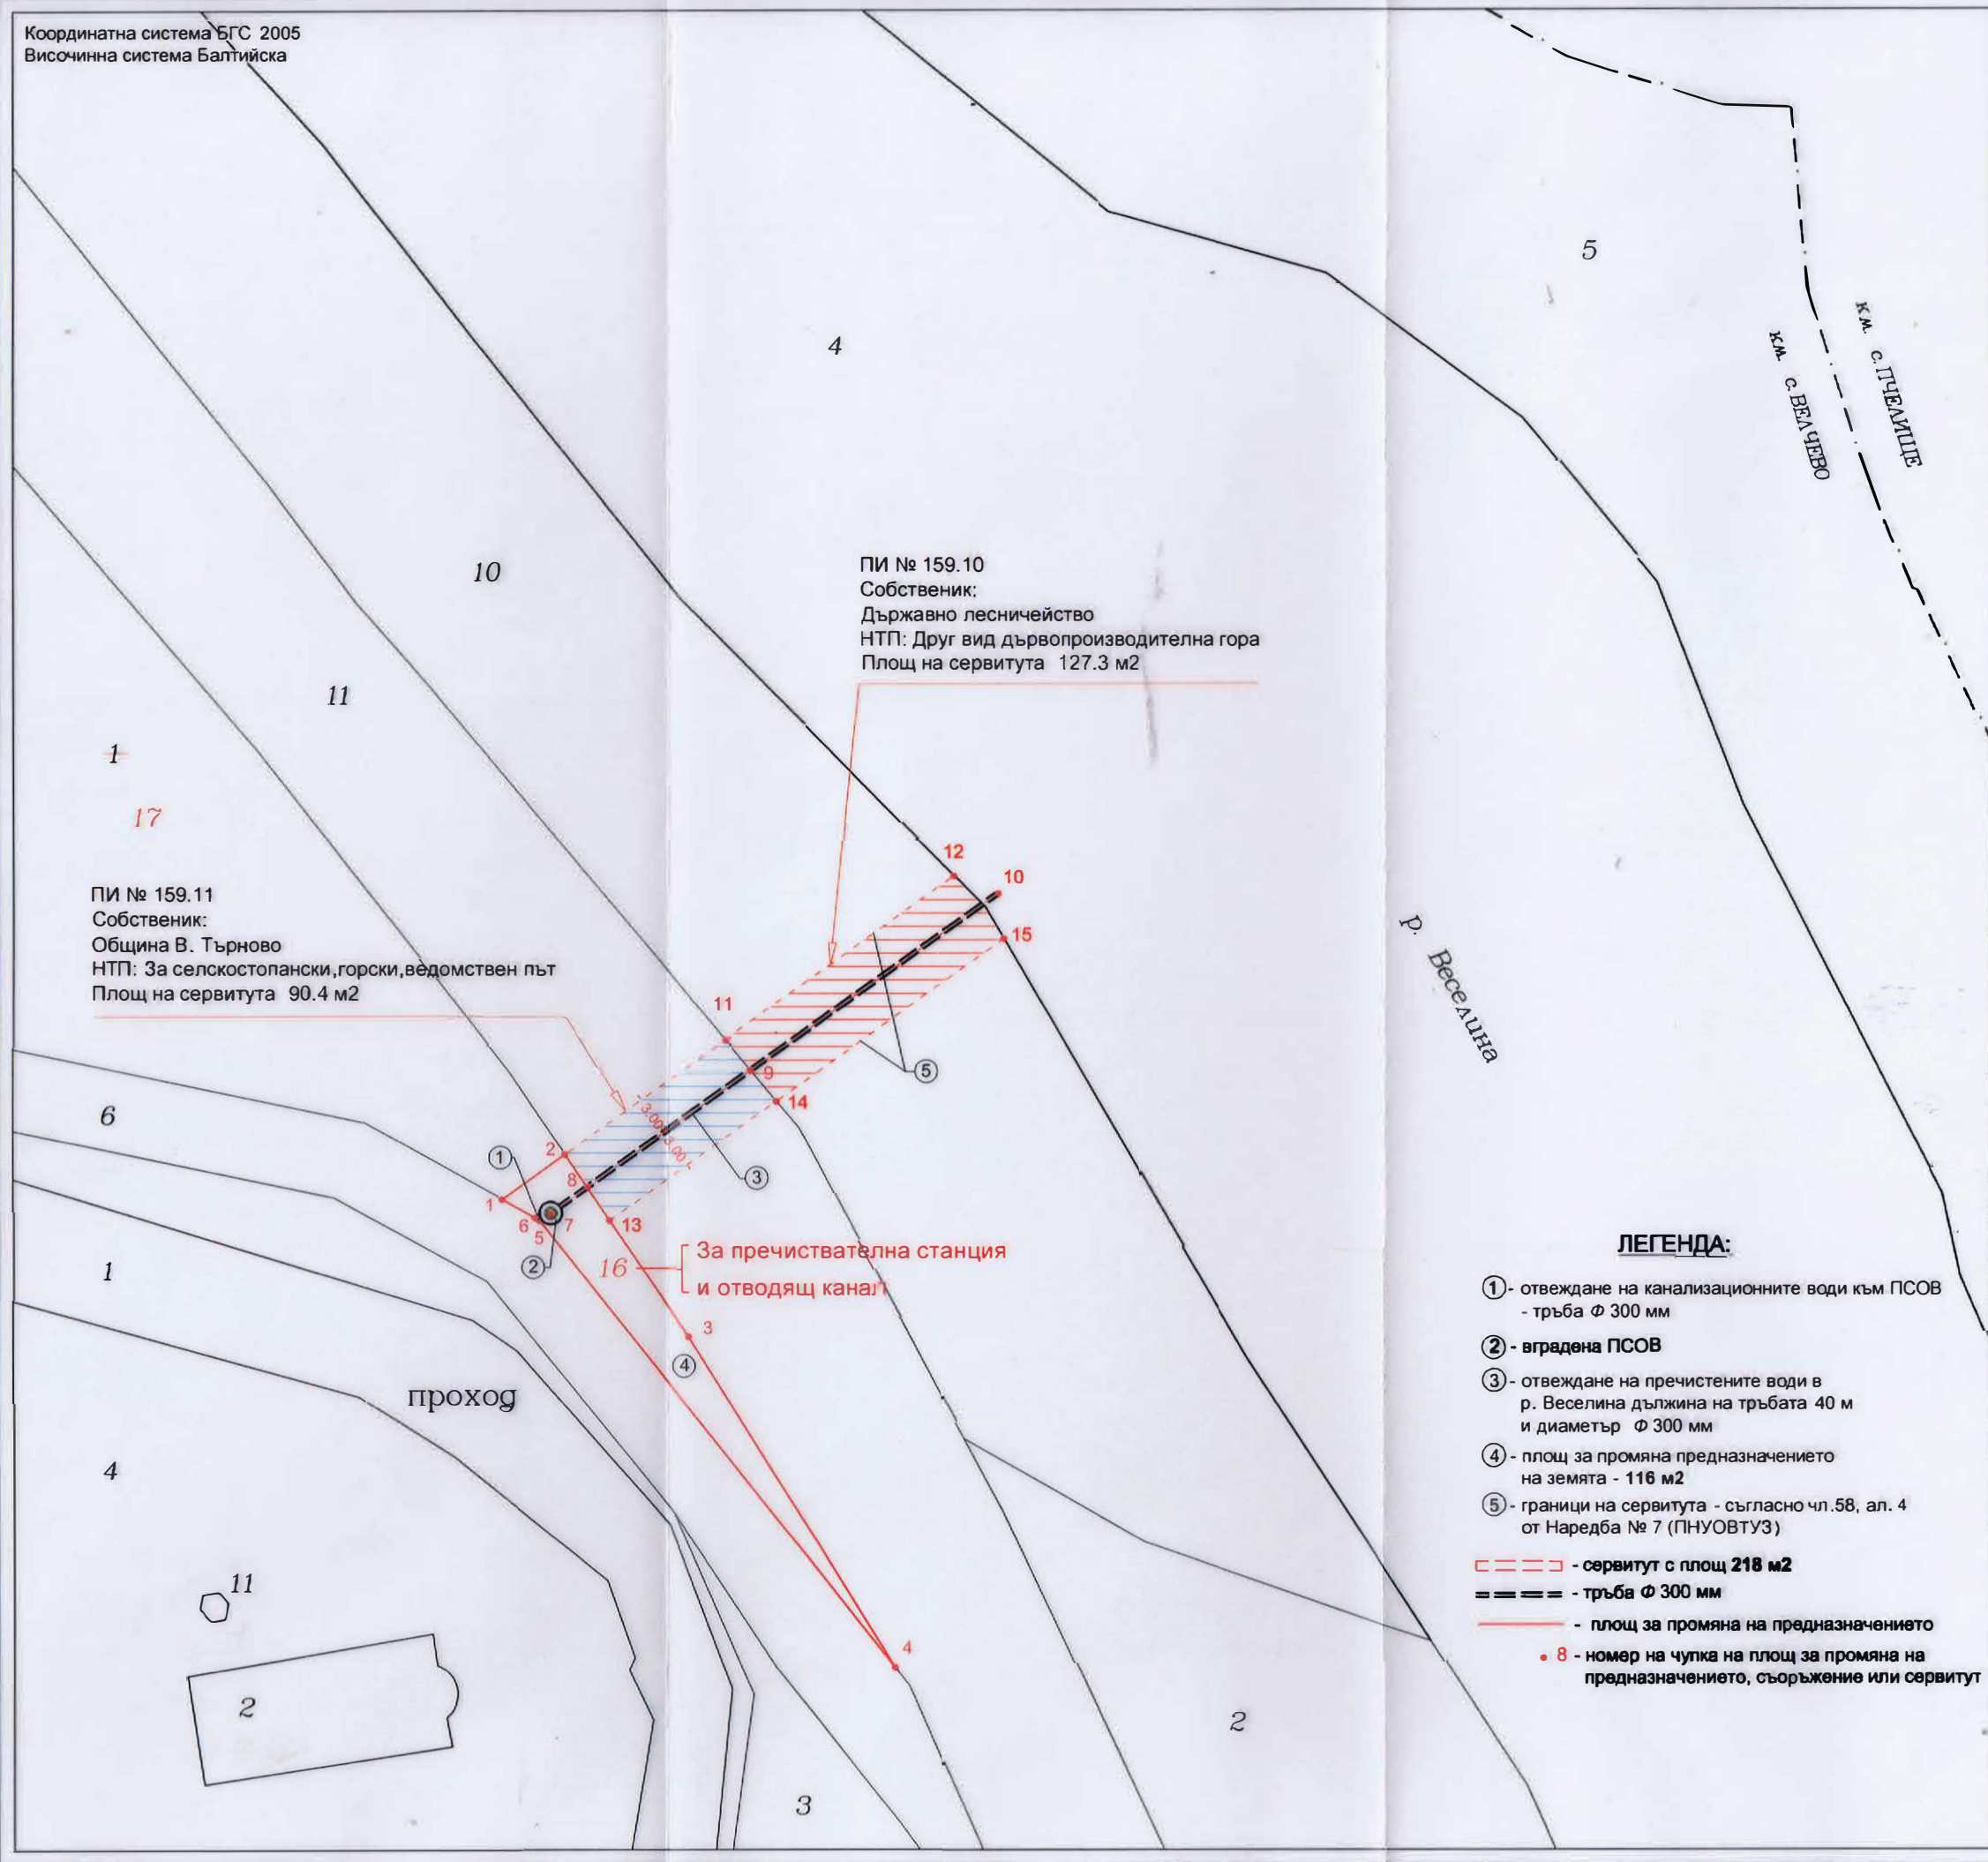 Координатна система БГС 2005
Височинна система Балтийска
5
4
км. с.ПЧЕЛИЩЕ
км. с.ВЕЛЧЕВО
10
11
1
17
ПИ № 159.10
Собственик:
Държавно лесничейство
НТП: Друг вид дървопроизводителна гора
Площ на сервитута 127.3 м2
ПИ № 159.11
Собственик:
Община В. Търново
НТП: За селскостопански,горски,ведомствен път
Площ на сервитута 90.4 м2
12
10
15
р. Веселина
11
9
5
14
3.00
3.00
3
6
1
2
8
1
6
5
7
13
2
16
За пречиствателна станция
и отводящ канал
3
4
1
проход
4
11
2
4
2
3
ЛЕГЕНДА:
1 - отвеждане на канализационните води към ПСОВ
- тръба Ф 300 мм
2 - вградена ПСОВ
3 - отвеждане на пречистените води в
р. Веселина дължина на тръбата 40 м
и диаметър Ф 300 мм
4 - площ за промяна предназначението
на земята - 116 м2
5 - граници на сервитута - съгласно чл.58, ал. 4
от Наредба № 7 (ПНУОВТУЗ)
- сервитут с площ 218 м2
- тръба Ф 300 мм
- площ за промяна на предназначението
8 - номер на чупка на площ за промяна на
предназначението, съоръжение или сервитут